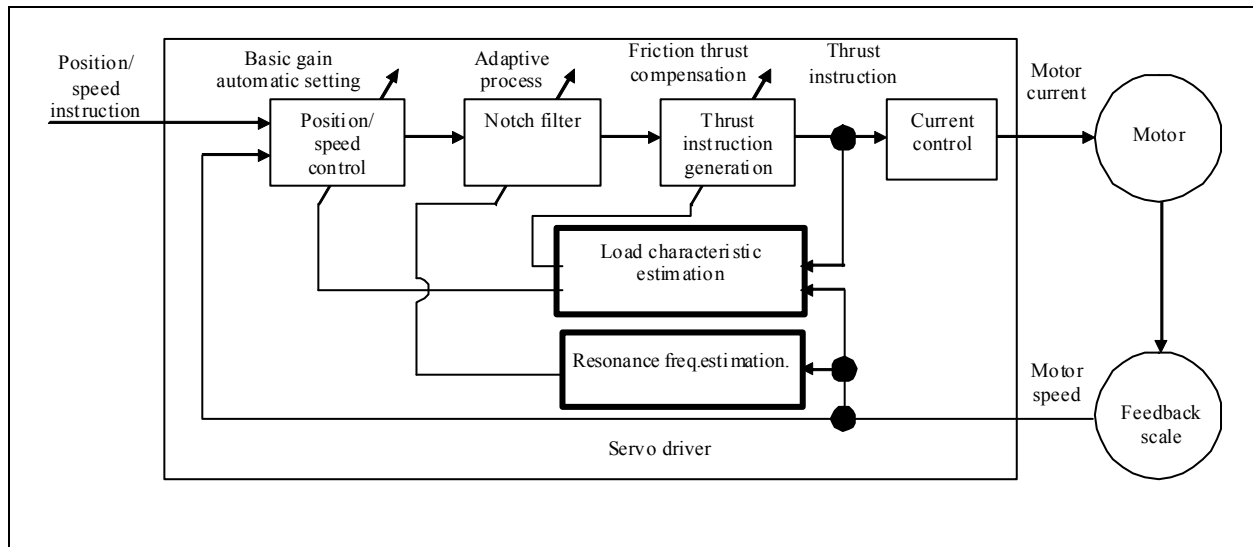 Position/
speed
instruction
Basic gain
automatic setting
Adaptive
process
Friction thrust
compensation
Thrust
instruction
Motor
current
Position/
speed
control
Notch filter
Thrust
instruction
generation
Current
control
Motor
Load characteristic
estimation
Resonance freq.estimation.
Motor
speed
Feedback
scale
Servo driver